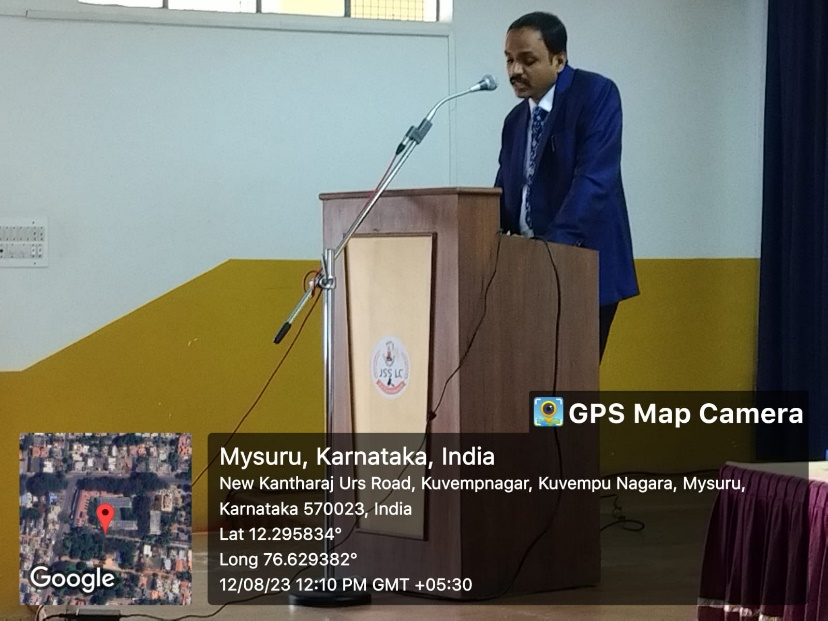 JSS LC
GPS Map Camera
Mysuru, Karnataka, India
New Kantharaj Urs Road, Kuvempnagar, Kuvempu Nagara, Mysuru,
Karnataka 570023, India
Lat 12.295834°
Long 76.629382°
12/08/23 12:10 PM GMT +05:30
Google